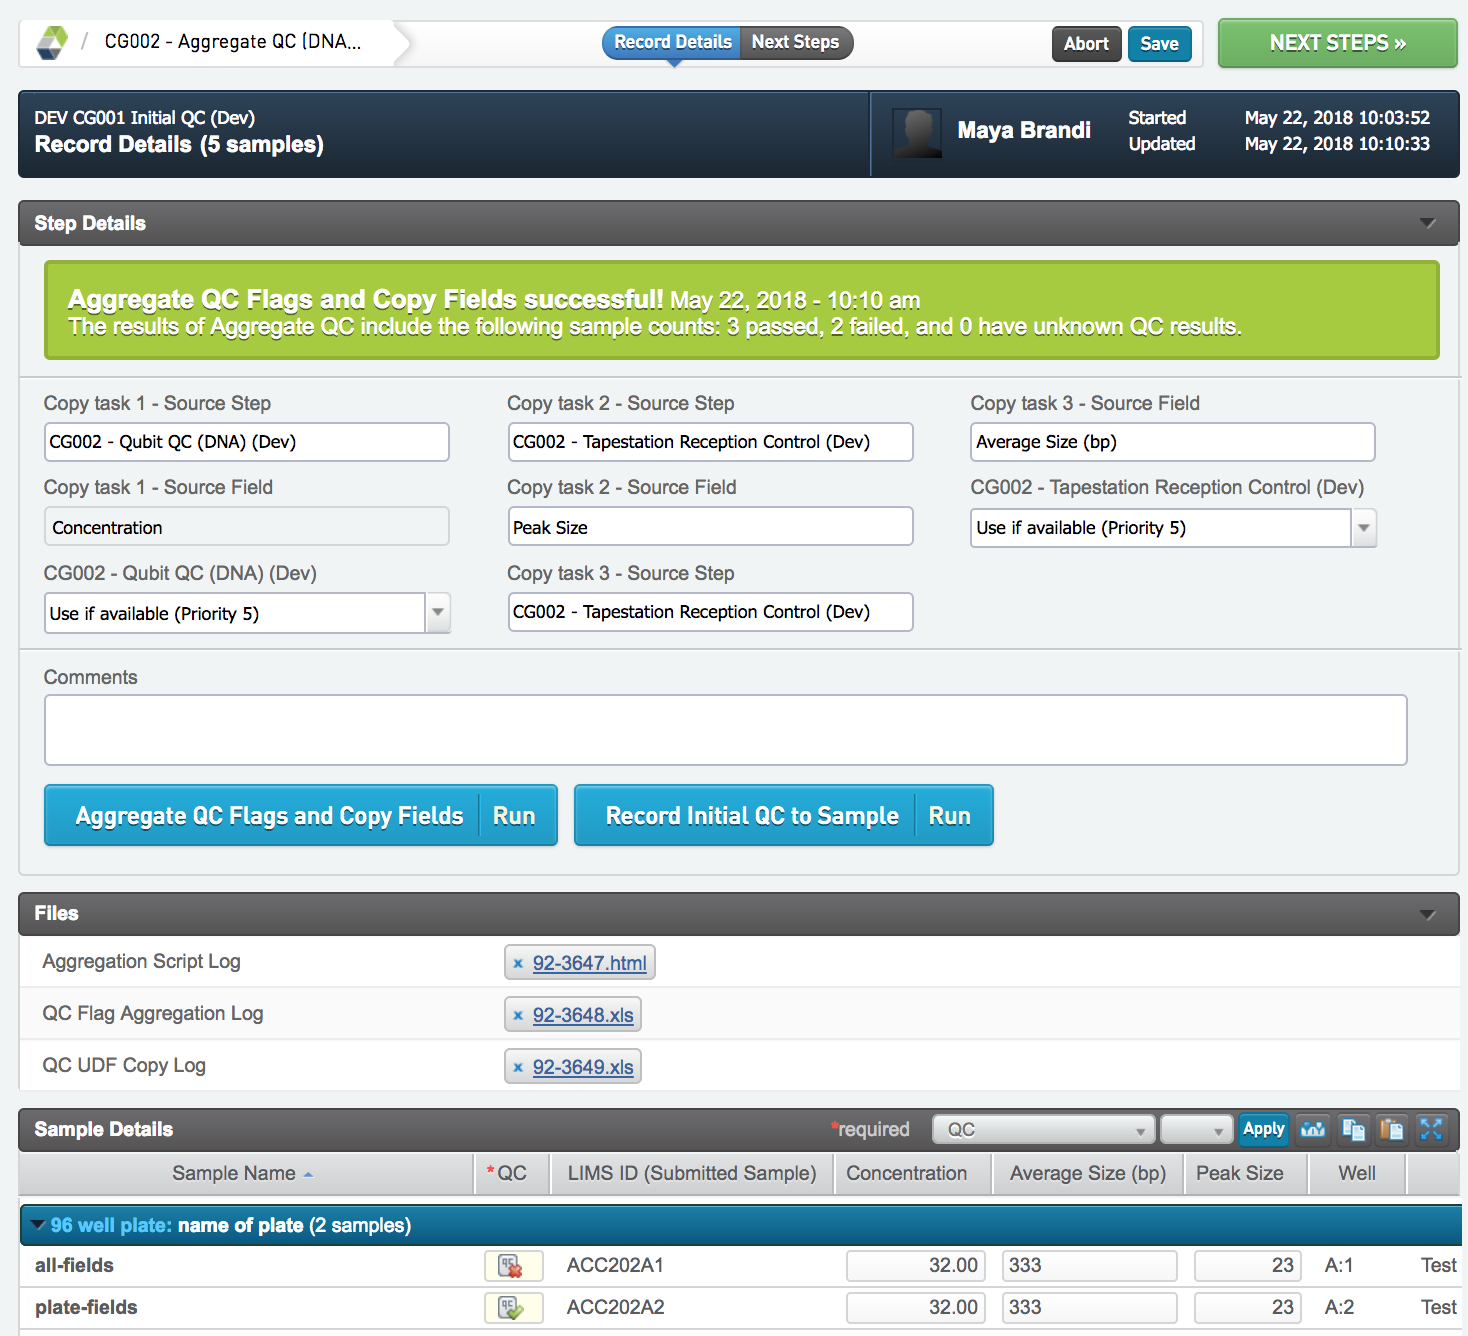 / CG002 - Aggregate QC (DNA...
Record Details Next Steps
Abort Save
NEXT STEPS »
DEV CG001 Initial QC (Dev)
Record Details (5 samples)
Maya Brandi
Started May 22, 2018 10:03:52
Updated May 22, 2018 10:10:33
Step Details
Aggregate QC Flags and Copy Fields successful! May 22, 2018 - 10:10 am
The results of Aggregate QC include the following sample counts: 3 passed, 2 failed, and 0 have unknown QC results.
Copy task 1 - Source Step
CG002 - Qubit QC (DNA) (Dev)
Copy task 1 - Source Field
Concentration
CG002 - Qubit QC (DNA) (Dev)
Use if available (Priority 5)
Copy task 2 - Source Step
CG002 - Tapestation Reception Control (Dev)
Copy task 2 - Source Field
Peak Size
Copy task 3 - Source Step
CG002 - Tapestation Reception Control (Dev)
Copy task 3 - Source Field
Average Size (bp)
CG002 - Tapestation Reception Control (Dev)
Use if available (Priority 5)
Comments
Aggregate QC Flags and Copy Fields Run
Record Initial QC to Sample Run
Files
Aggregation Script Log x 92-3647.html
QC Flag Aggregation Log x 92-3648.xls
QC UDF Copy Log x 92-3649.xls
Sample Details *required QC Apply
Sample Name *QC LIMS ID (Submitted Sample) Concentration Average Size (bp) Peak Size Well
96 well plate: name of plate (2 samples)
all-fields QC ACC202A1 32.00 333 23 A:1 Test
plate-fields QC ACC202A2 32.00 333 23 A:2 Test